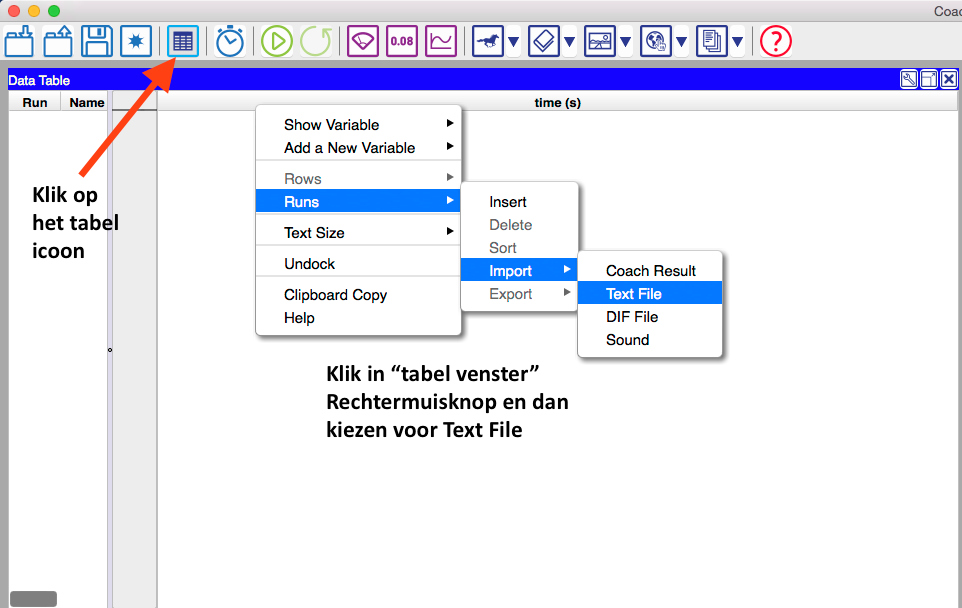 Coac
0.08
?
Data Table
Run Name time (s)
Show Variable
Add a New Variable
Rows
Runs
Text Size
Undock
Clipboard Copy
Help
Insert
Delete
Sort
Import
Export
Coach Result
Text File
DIF File
Sound
Klik op
het tabel
icoon
Klik in “tabel venster”
Rechtermuisknop en dan
kiezen voor Text File